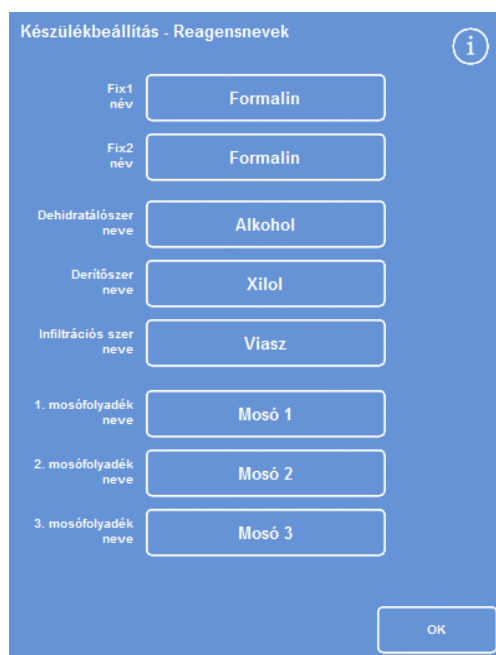 Készülékbeállítás - Reagensnevek
i
Fix1
név
Formalin
Fix2
név
Formalin
Dehidratálószer
neve
Alkohol
Derítőszer
neve
Xilol
Infiltrációs szer
neve
Viasz
1. mosófolyadék
neve
Mosó 1
2. mosófolyadék
neve
Mosó 2
3. mosófolyadék
neve
Mosó 3
OK